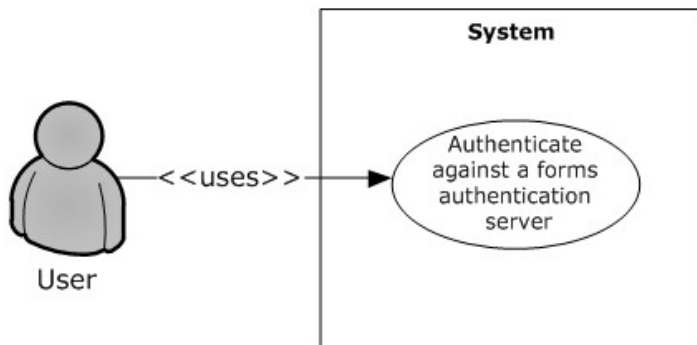 System
Authenticate
against a forms
authentication
server
<<uses>>
User